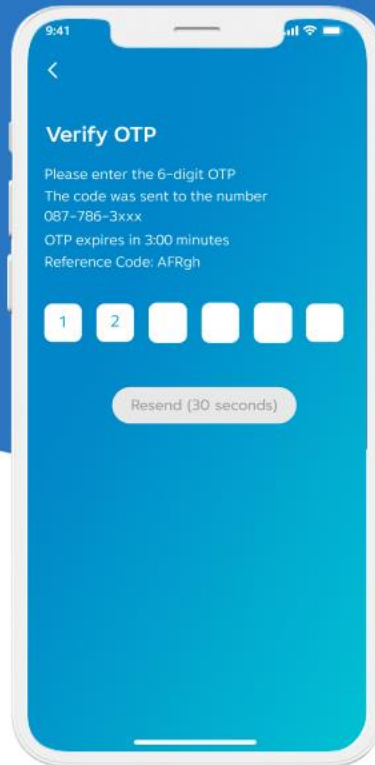 9:41
Verify OTP
Please enter the 6-digit OTP
The code was sent to the number
087-786-3xxx
OTP expires in 3:00 minutes
Reference Code: AFRgh
1 2
Resend (30 seconds)